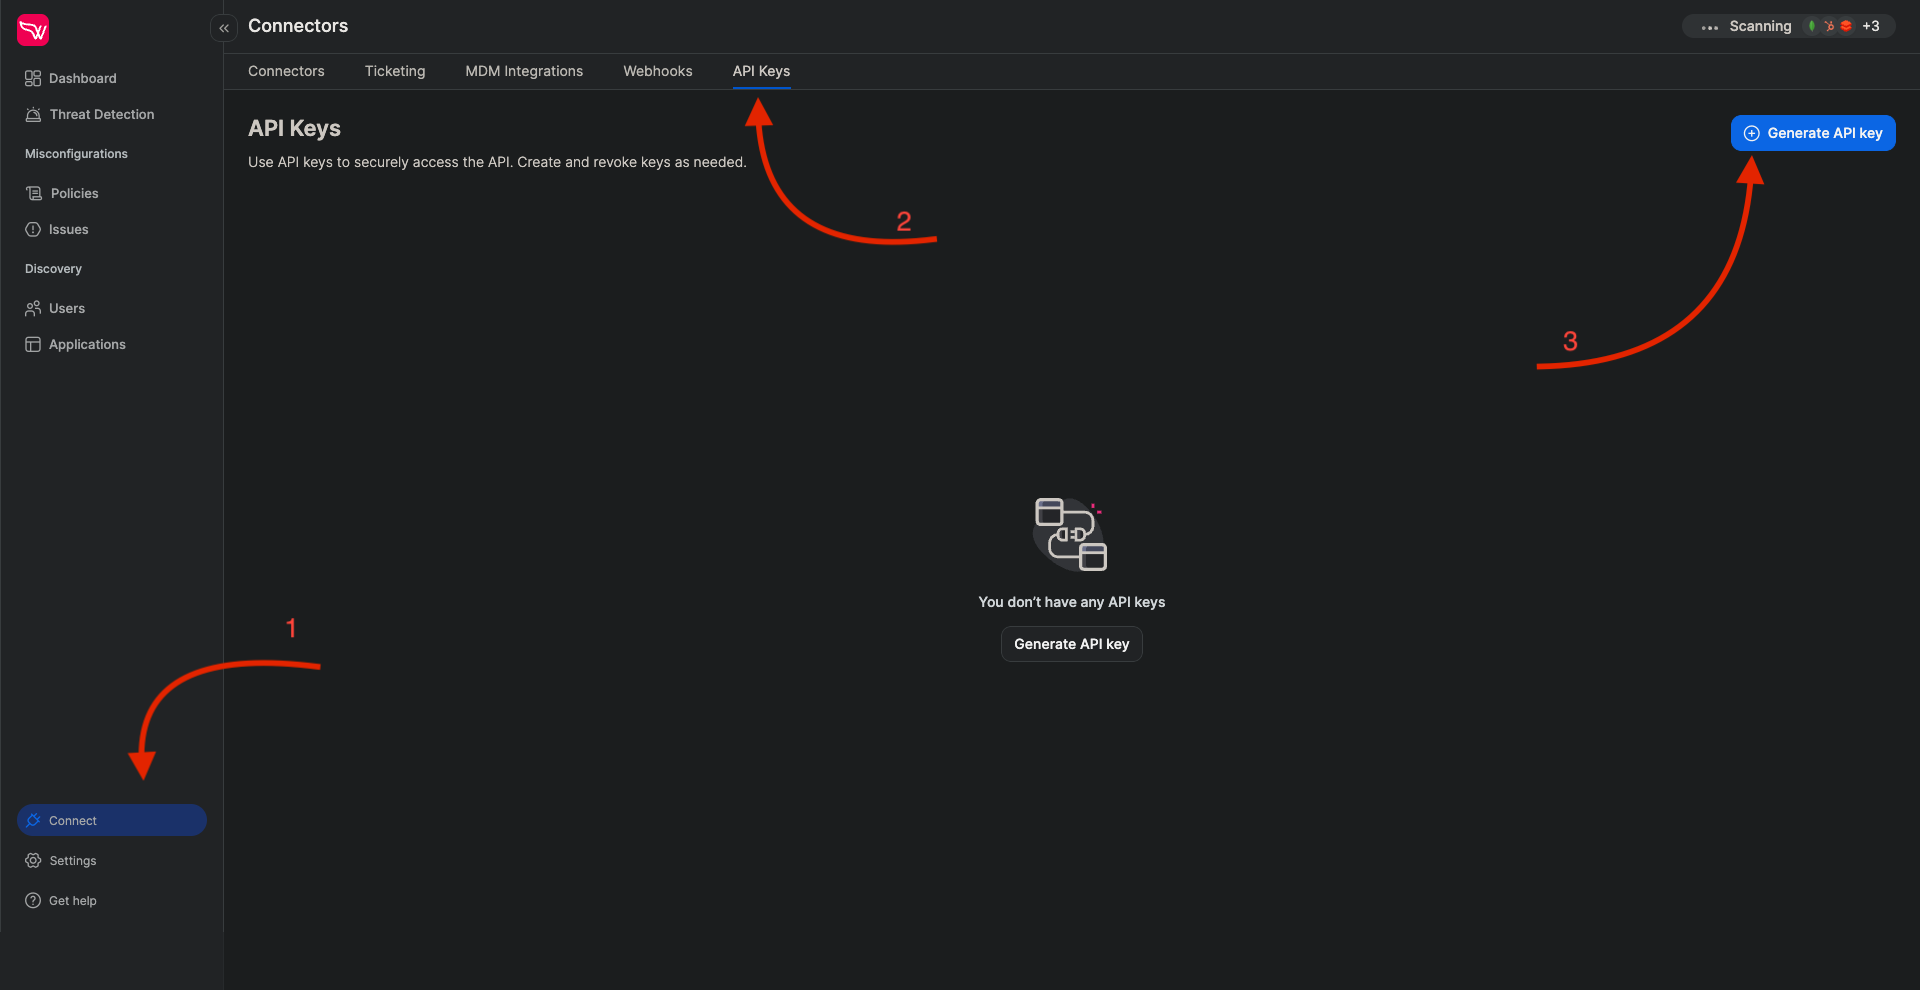 Connectors
Scanning +3
Dashboard
Threat Detection
Misconfigurations
Policies
Issues
Discovery
Users
Applications
Connect
Settings
Get help
Connectors Ticketing MDM Integrations Webhooks API Keys
API Keys
Use API keys to securely access the API. Create and revoke keys as needed.
Generate API key
2
3
1
You don't have any API keys
Generate API key